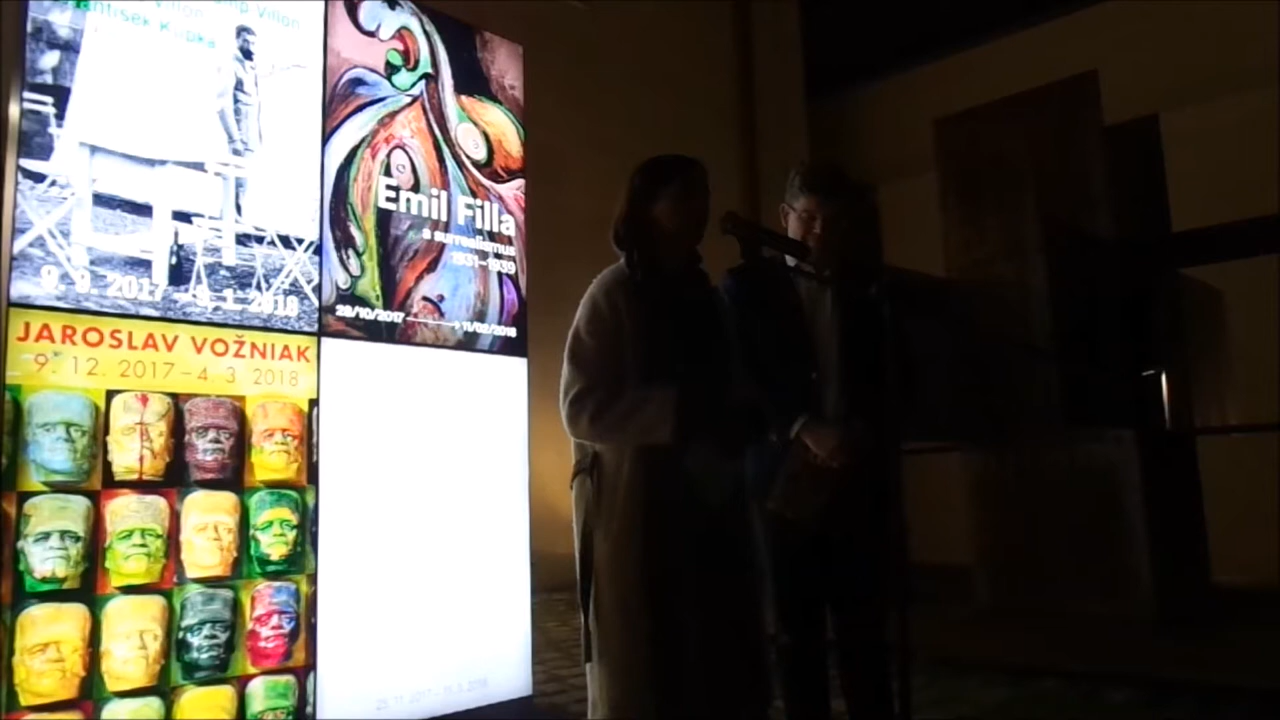 Villon
František Kupka
9. 9. 2017 – 9. 1. 2018
Emil Filla
a surrealismus
1931–1939
28/10/2017 → 11/02/2018
JAROSLAV VOŽNIAK
9. 12. 2017 – 4. 3 2018